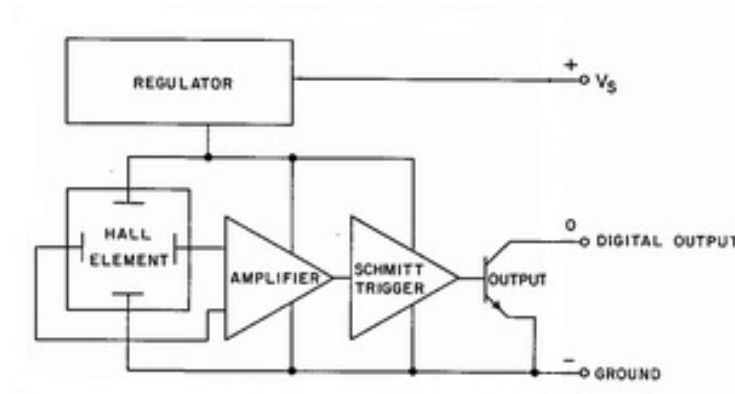 REGULATOR
+
VS
HALL
ELEMENT
AMPLIFIER
SCHMITT
TRIGGER
OUTPUT
O
DIGITAL OUTPUT
−
GROUND